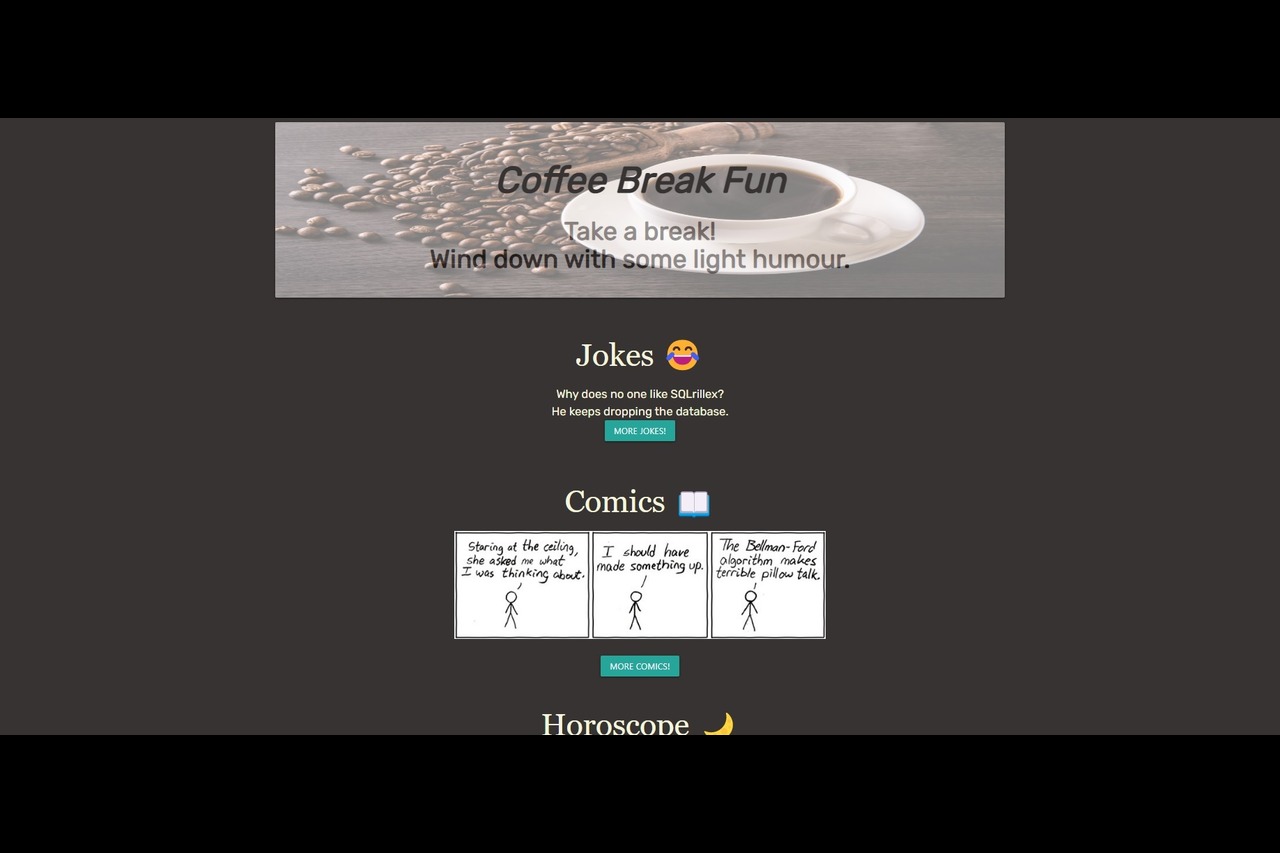 Coffee Break Fun
Take a break!
Wind down with some light humour.
Jokes 😂
Why does no one like SQLrillex?
He keeps dropping the database.
MORE JOKES!
Comics 📖
Staring at the ceiling,
she asked me what
I was thinking about.
I should have
made something up.
The Bellman-Ford
algorithm makes
terrible pillow talk.
MORE COMICS!
Horoscope 🌙